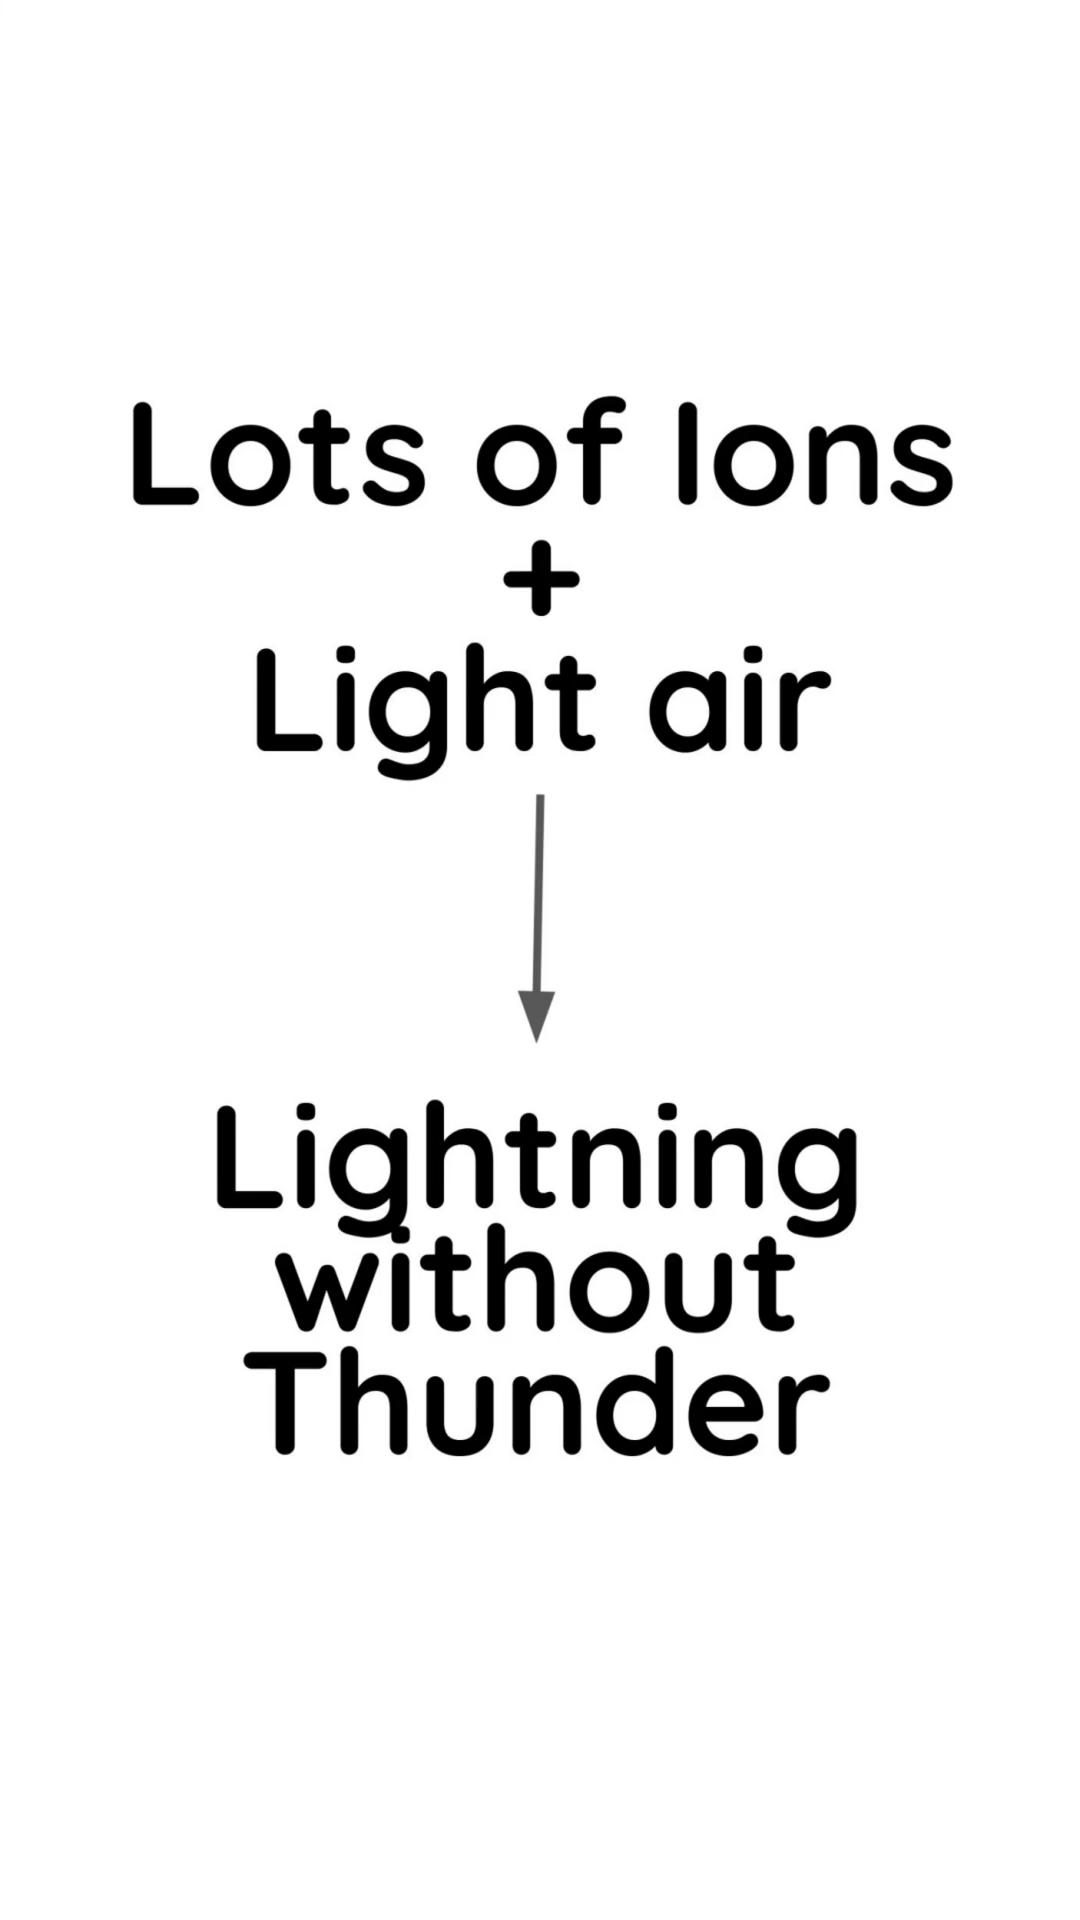 Lots of Ions
+
Light air
Lightning
without
Thunder